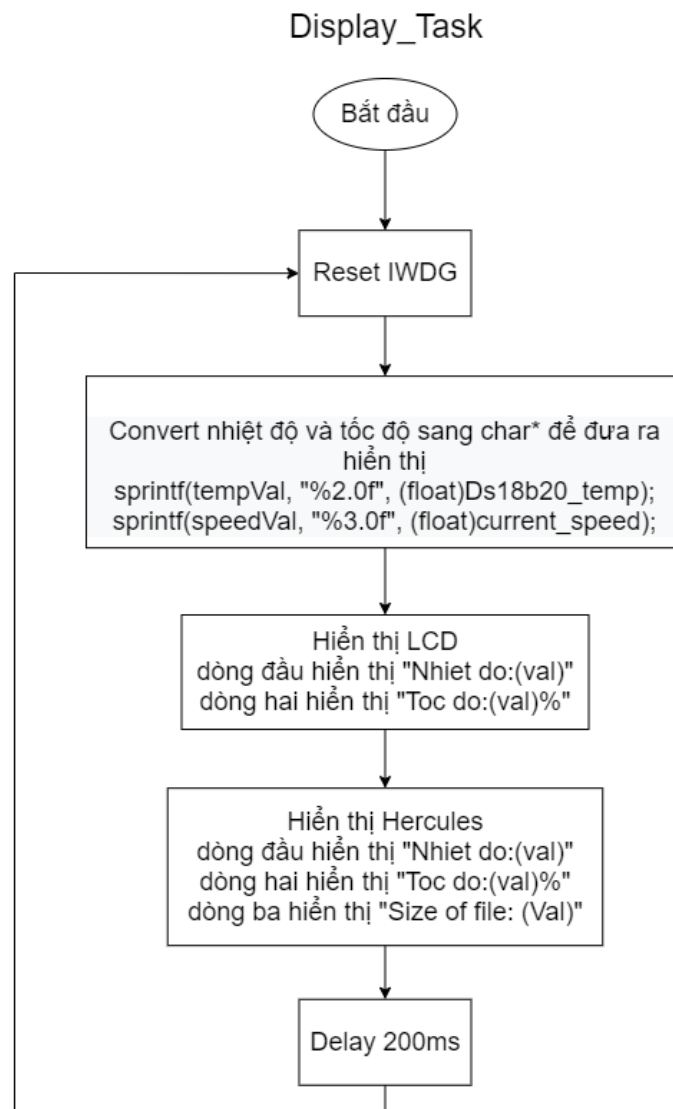 Display_Task
Bắt đầu
Reset IWDG
Convert nhiệt độ và tốc độ sang char* để đưa ra
hiển thị
sprintf(tempVal, "%2.0f", (float)Ds18b20_temp);
sprintf(speedVal, "%3.0f", (float)current_speed);
Hiển thị LCD
dòng đầu hiển thị "Nhiet do:(val)"
dòng hai hiển thị "Toc do:(val)%"
Hiển thị Hercules
dòng đầu hiển thị "Nhiet do:(val)"
dòng hai hiển thị "Toc do:(val)%"
dòng ba hiển thị "Size of file: (Val)"
Delay 200ms